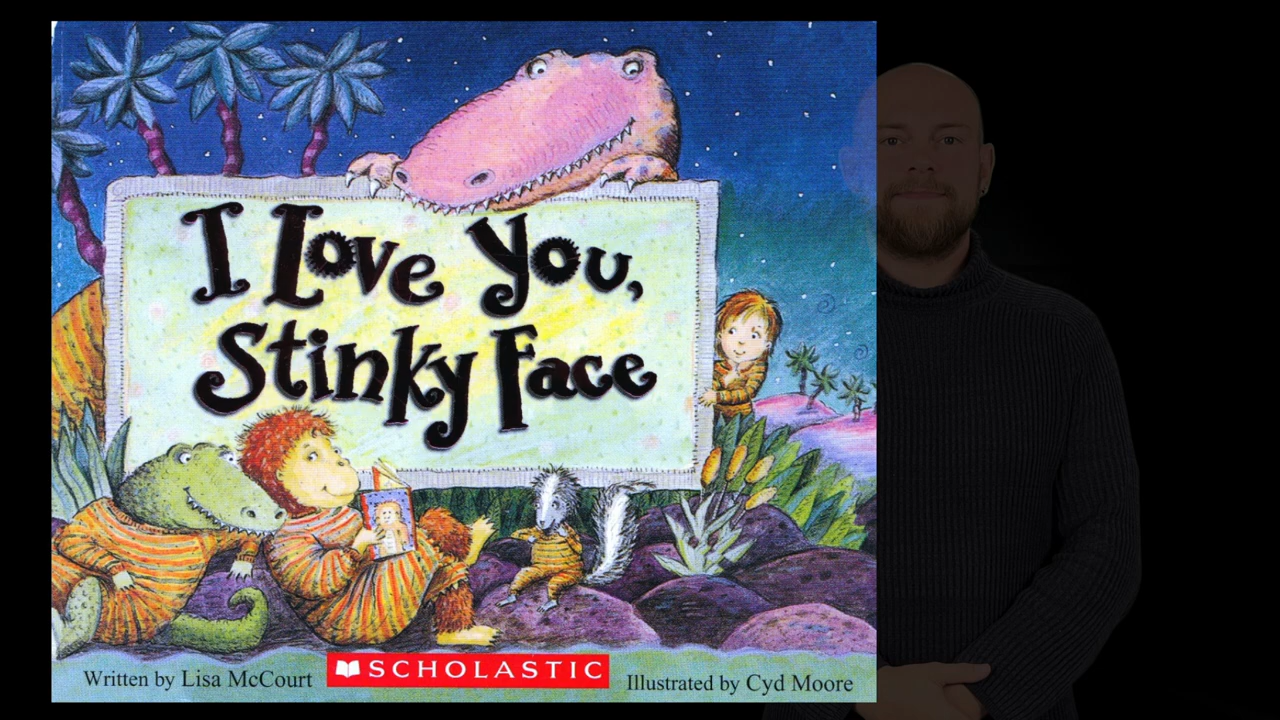 I Love You,
Stinky Face
Written by Lisa McCourt
SCHOLASTIC
Illustrated by Cyd Moore